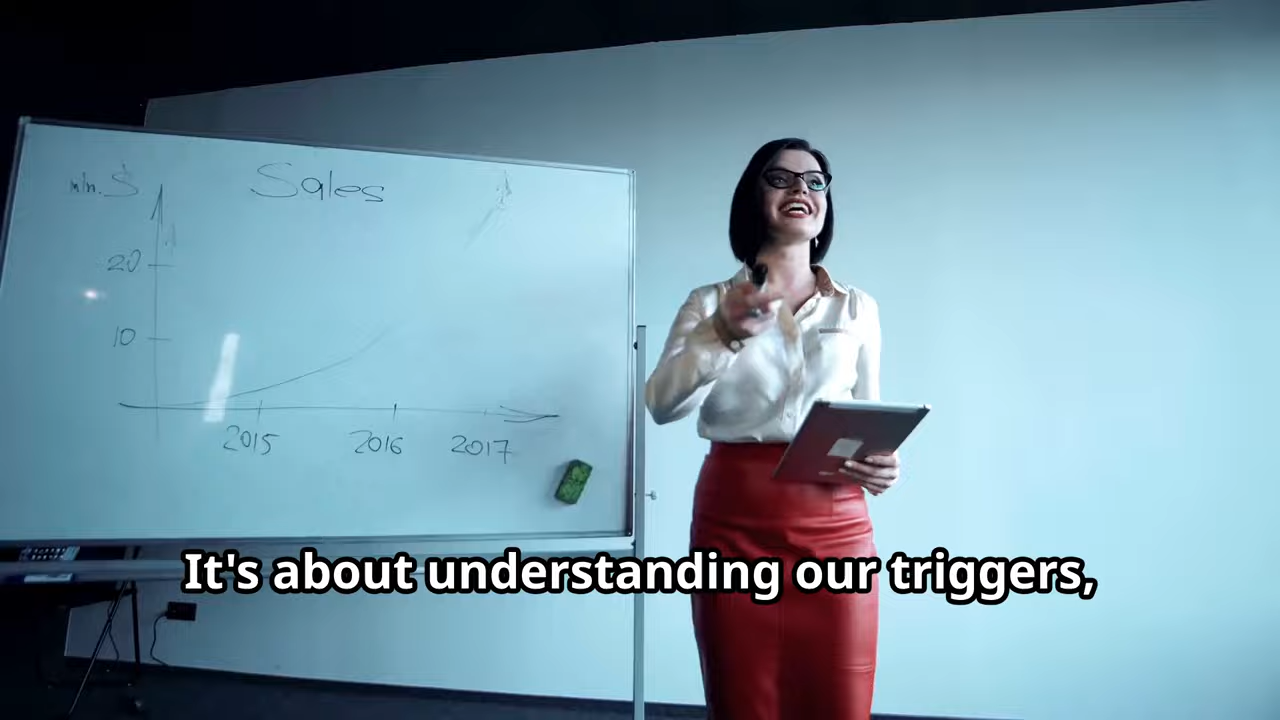 Sales
mln. $
20
10
2015 2016 2017
It's about understanding our triggers,